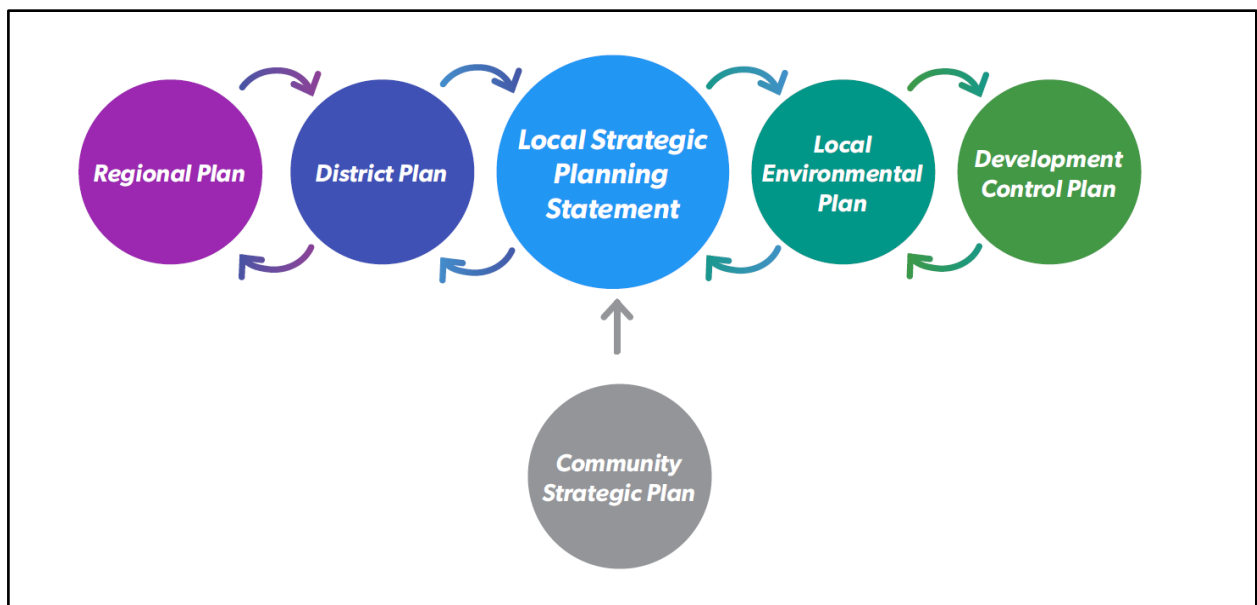 Regional Plan
District Plan
Local Strategic
Planning
Statement
Local
Environmental
Plan
Development
Control Plan
Community
Strategic Plan